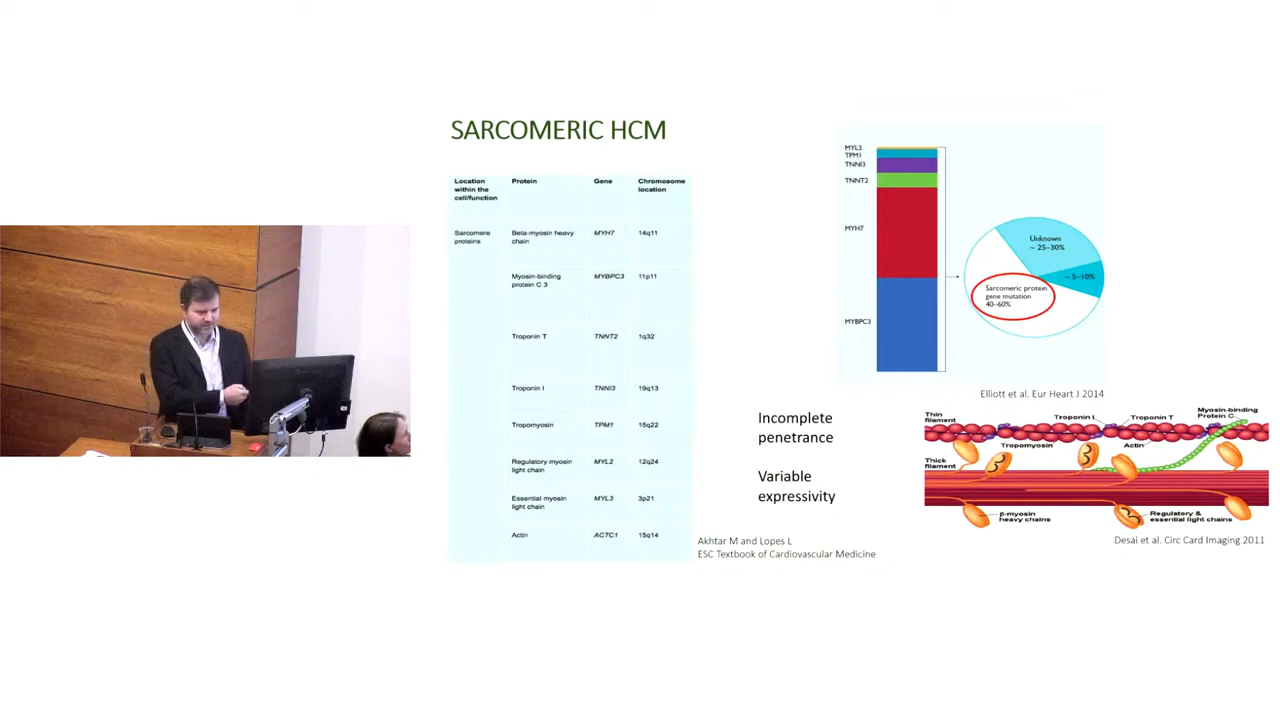 SARCOMERIC HCM
Location within the cell/function
Protein
Gene
Chromosome location
Sarcomere proteins
Beta-myosin heavy chain
MYH7
14q11
Myosin-binding protein C 3
MYBPC3
11p11
Troponin T
TNNT2
1q32
Troponin I
TNNI3
19q13
Tropomyosin
TPM1
15q22
Regulatory myosin light chain
MYL2
12q24
Essential myosin light chain
MYL3
3p21
Actin
ACTC1
15q14
Akhtar M and Lopes L
ESC Textbook of Cardiovascular Medicine
MYL3
TPM1
TNNI3
TNNT2
MYH7
MYBPC3
Unknown
~ 25–30%
~ 5–10%
Sarcomeric protein
gene mutation
40–60%
Elliott et al. Eur Heart J 2014
Incomplete
penetrance
Variable
expressivity
Thin
filament
Troponin I
Troponin T
Myosin-binding
Protein C
Tropomyosin
Actin
Thick
filament
β-myosin
heavy chains
Regulatory &
essential light chains
Desai et al. Circ Card Imaging 2011